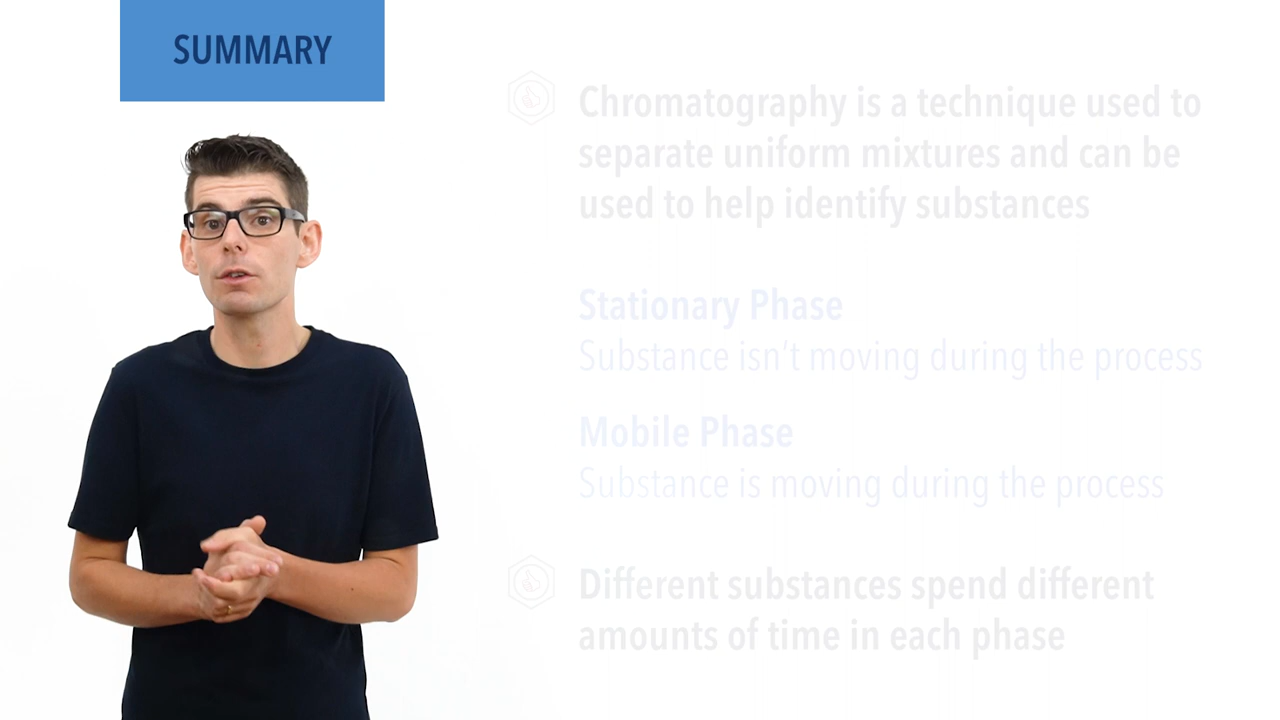 SUMMARY
Chromatography is a technique used to
separate uniform mixtures and can be
used to help identify substances
Stationary Phase
Substance isn't moving during the process
Mobile Phase
Substance is moving during the process
Different substances spend different
amounts of time in each phase